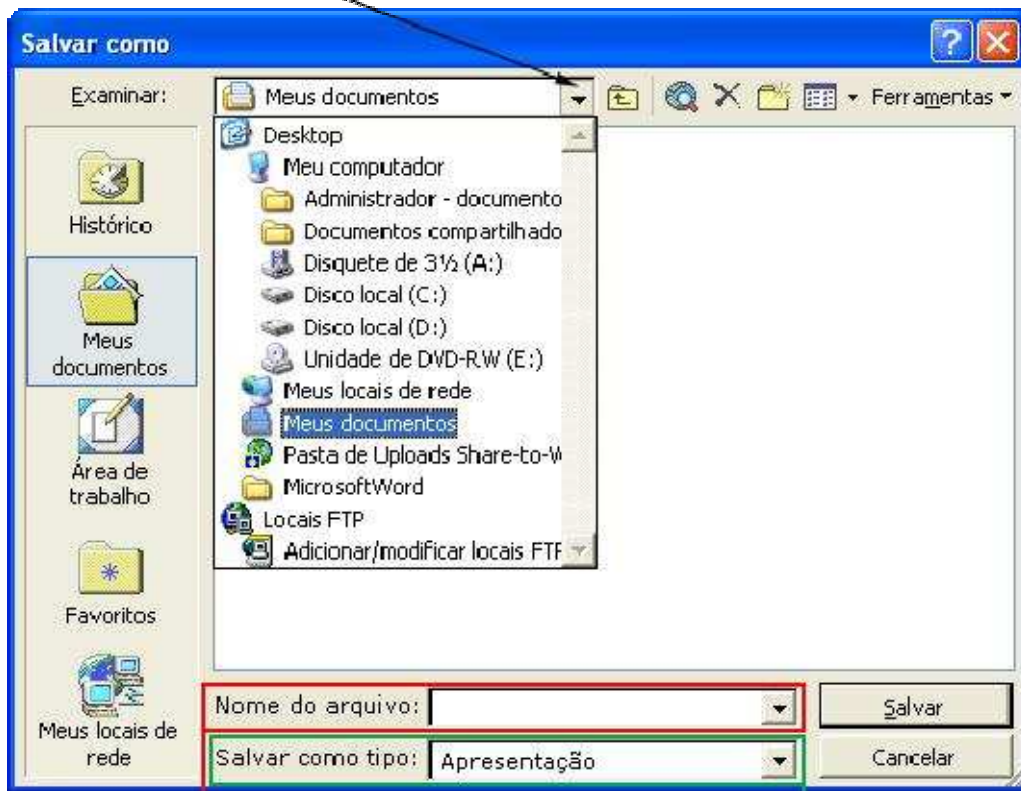 Salvar como
Examinar: Meus documentos Ferramentas
Desktop
Meu computador
Administrador - documento
Documentos compartilhado
Disquete de 3½ (A:)
Disco local (C:)
Disco local (D:)
Unidade de DVD-RW (E:)
Meus locais de rede
Meus documentos
Pasta de Uploads Share-to-W
MicrosoftWord
Locais FTP
Adicionar/modificar locais FTP
Histórico
Meus
documentos
Área de
trabalho
Favoritos
Meus locais de
rede
Nome do arquivo:
Salvar
Salvar como tipo: Apresentação
Cancelar